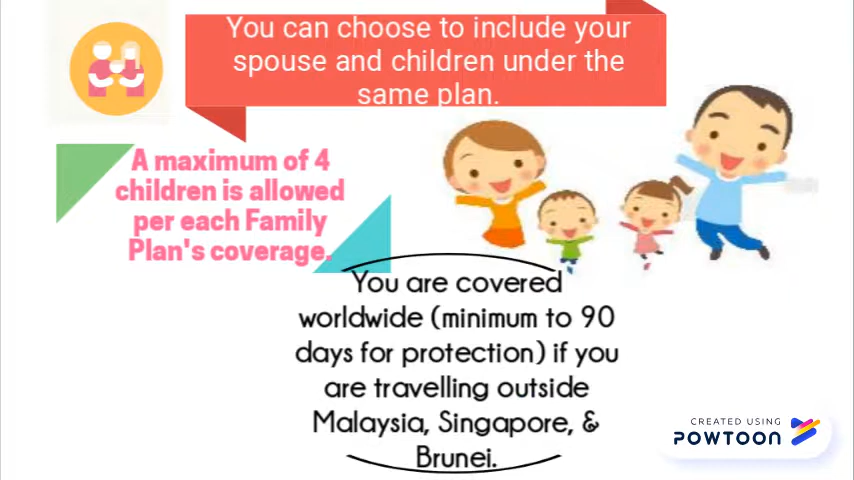 You can choose to include your
spouse and children under the
same plan.
A maximum of 4
children is allowed
per each Family
Plan's coverage.
You are covered
worldwide (minimum to 90
days for protection) if you
are travelling outside
Malaysia, Singapore, &
Brunei.
CREATED USING
POWTOON